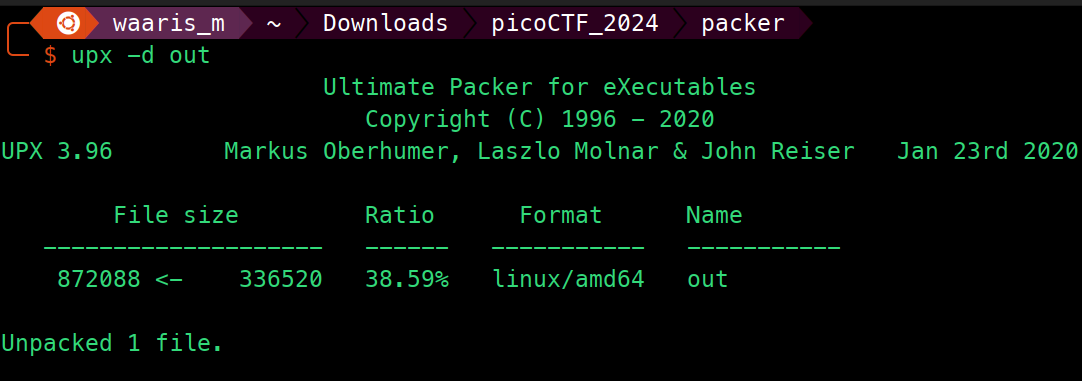 waaris_m ~ Downloads picoCTF_2024 packer
$ upx -d out
Ultimate Packer for eXecutables
Copyright (C) 1996 - 2020
UPX 3.96 Markus Oberhumer, Laszlo Molnar & John Reiser Jan 23rd 2020
File size Ratio Format Name
-------------------- ------ ----------- -----------
872088 <- 336520 38.59% linux/amd64 out
Unpacked 1 file.